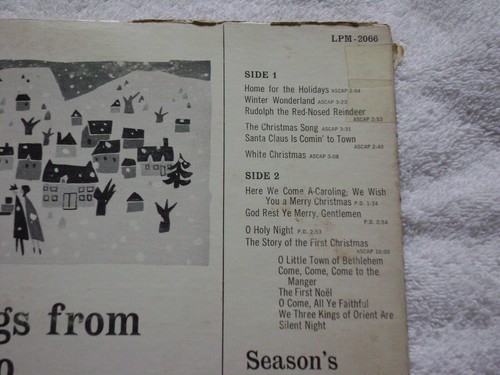 LPM-2066
SIDE 1
Home for the Holidays ASCAP 2:54
Winter Wonderland ASCAP 3:23
Rudolph the Red-Nosed Reindeer
ASCAP 2:53
The Christmas Song ASCAP 3:31
Santa Claus Is Comin' to Town
ASCAP 2:40
White Christmas ASCAP 3:08
SIDE 2
Here We Come A-Caroling; We Wish
You a Merry Christmas P.D. 1:34
God Rest Ye Merry, Gentlemen
P.D. 2:54
O Holy Night P.D. 2:53
The Story of the First Christmas
ASCAP 10:05
O Little Town of Bethlehem
Come, Come, Come to the
Manger
The First Noël
O Come, All Ye Faithful
We Three Kings of Orient Are
Silent Night
gs from
o
Season's